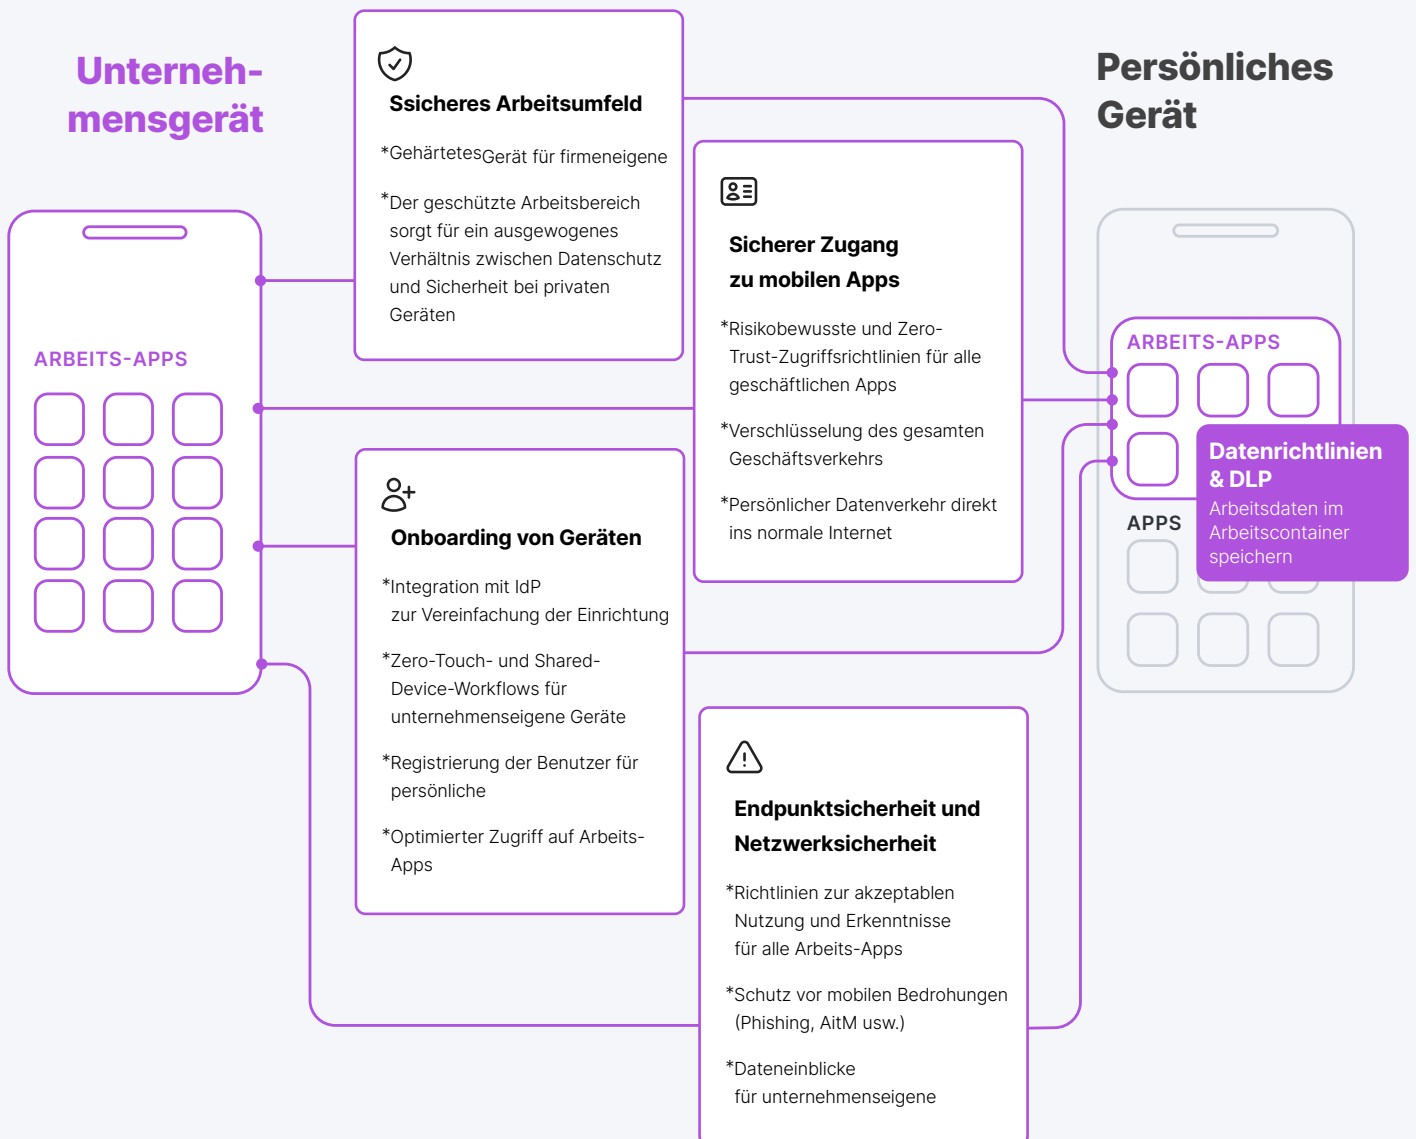 Unterneh-
mensgerät
ARBEITS-APPS
Ssicheres Arbeitsumfeld
*Gehärtetes Gerät für firmeneigene
*Der geschützte Arbeitsbereich
sorgt für ein ausgewogenes
Verhältnis zwischen Datenschutz
und Sicherheit bei privaten
Geräten
Sicherer Zugang
zu mobilen Apps
*Risikobewusste und Zero-
Trust-Zugriffsrichtlinien für alle
geschäftlichen Apps
*Verschlüsselung des gesamten
Geschäftsverkehrs
*Persönlicher Datenverkehr direkt
ins normale Internet
Onboarding von Geräten
*Integration mit IdP
zur Vereinfachung der Einrichtung
*Zero-Touch- und Shared-
Device-Workflows für
unternehmenseigene Geräte
*Registrierung der Benutzer für
persönliche
*Optimierter Zugriff auf Arbeits-
Apps
Endpunktsicherheit und
Netzwerksicherheit
*Richtlinien zur akzeptablen
Nutzung und Erkenntnisse
für alle Arbeits-Apps
*Schutz vor mobilen Bedrohungen
(Phishing, AitM usw.)
*Dateneinblicke
für unternehmenseigene
Persönliches
Gerät
ARBEITS-APPS
Datenrichtlinien
& DLP
Arbeitsdaten im
Arbeitscontainer
speichern
APPS